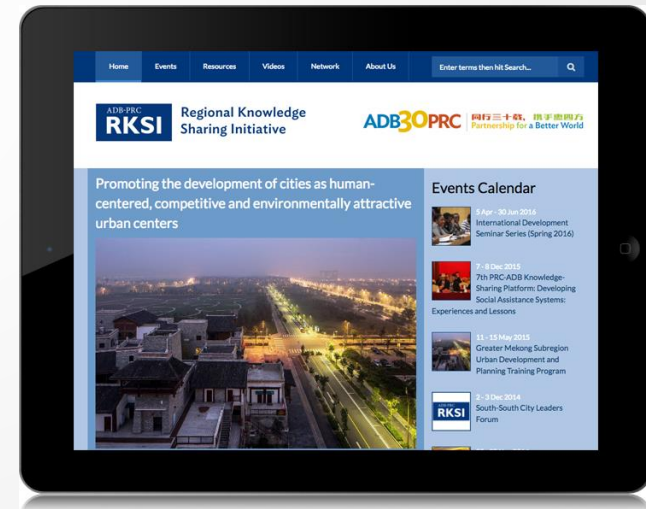 Home Events Resources Videos Network About Us Enter terms then hit Search...
ADB-PRC
RKSI
Regional Knowledge
Sharing Initiative
ADB30PRC
同行三十载，携手惠四方
Partnership for a Better World
Promoting the development of cities as human-
centered, competitive and environmentally attractive
urban centers
Events Calendar
5 Apr - 30 Jun 2016
International Development
Seminar Series (Spring 2016)
7 - 8 Dec 2015
7th PRC-ADB Knowledge-
Sharing Platform: Developing
Social Assistance Systems:
Experiences and Lessons
11 - 15 May 2015
Greater Mekong Subregion
Urban Development and
Planning Training Program
2 - 3 Dec 2014
RKSI
South-South City Leaders
Forum